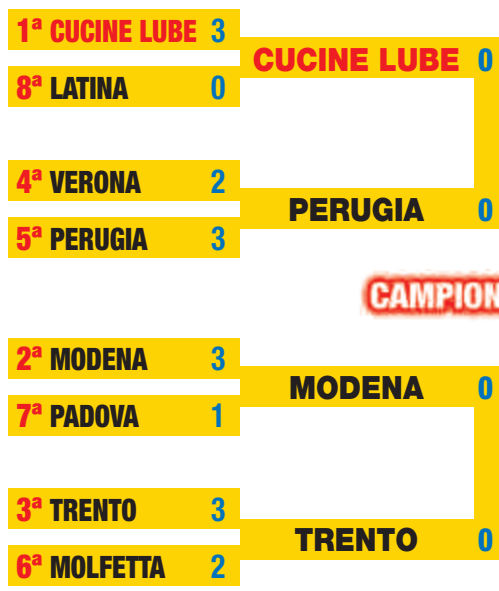 1ª CUCINE LUBE 3
8ª LATINA 0
CUCINE LUBE 0
4ª VERONA 2
5ª PERUGIA 3
PERUGIA 0
CAMPION
2ª MODENA 3
7ª PADOVA 1
MODENA 0
3ª TRENTO 3
6ª MOLFETTA 2
TRENTO 0